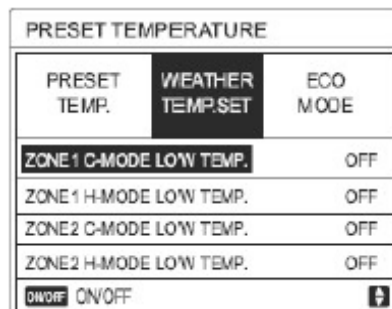 PRESET TEMPERATURE
PRESET TEMP.
WEATHER TEMP.SET
ECO MODE
ZONE1 C-MODE LOW TEMP. OFF
ZONE1 H-MODE LOW TEMP. OFF
ZONE2 C-MODE LOW TEMP. OFF
ZONE2 H-MODE LOW TEMP. OFF
ON/OFF ON/OFF